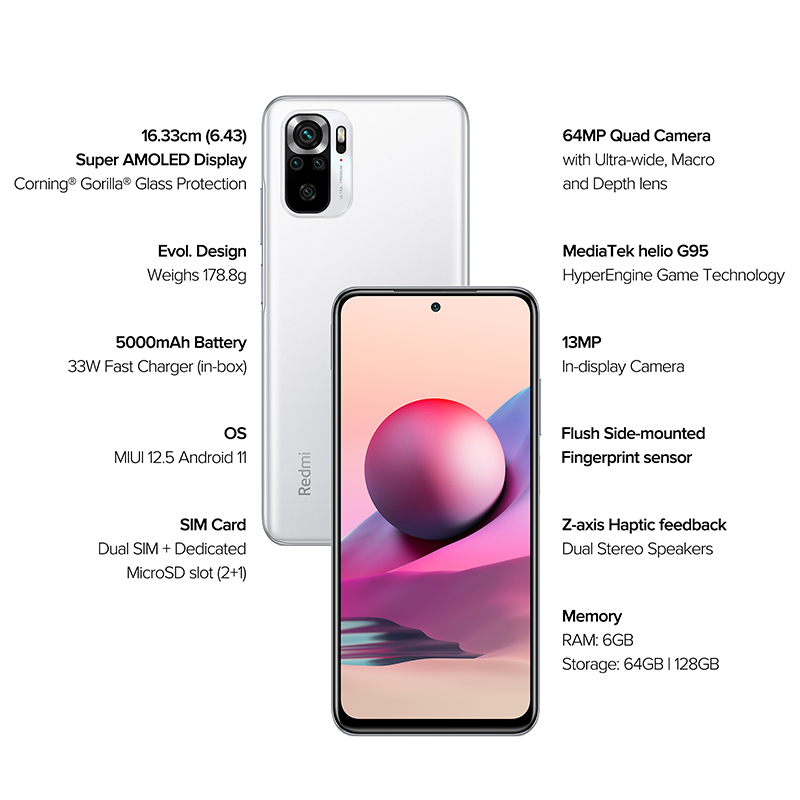 16.33cm (6.43)
Super AMOLED Display
Corning® Gorilla® Glass Protection
Evol. Design
Weighs 178.8g
5000mAh Battery
33W Fast Charger (in-box)
OS
MIUI 12.5 Android 11
SIM Card
Dual SIM + Dedicated
MicroSD slot (2+1)
Redmi
64MP Quad Camera
with Ultra-wide, Macro
and Depth lens
MediaTek helio G95
HyperEngine Game Technology
13MP
In-display Camera
Flush Side-mounted
Fingerprint sensor
Z-axis Haptic feedback
Dual Stereo Speakers
Memory
RAM: 6GB
Storage: 64GB | 128GB